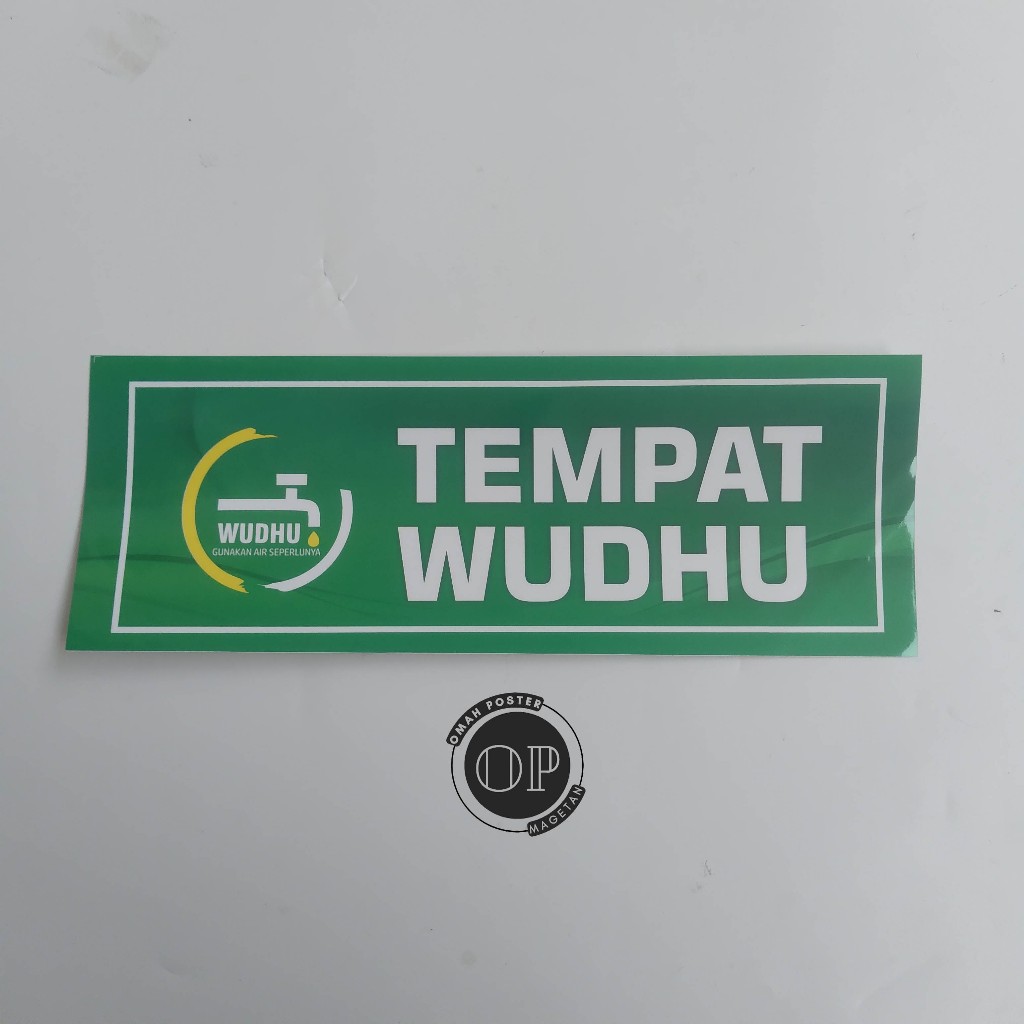 TEMPAT
WUDHU
WUDHU
GUNAKAN AIR SEPERLUNYA
OMAH POSTER
OP
MAGETAN